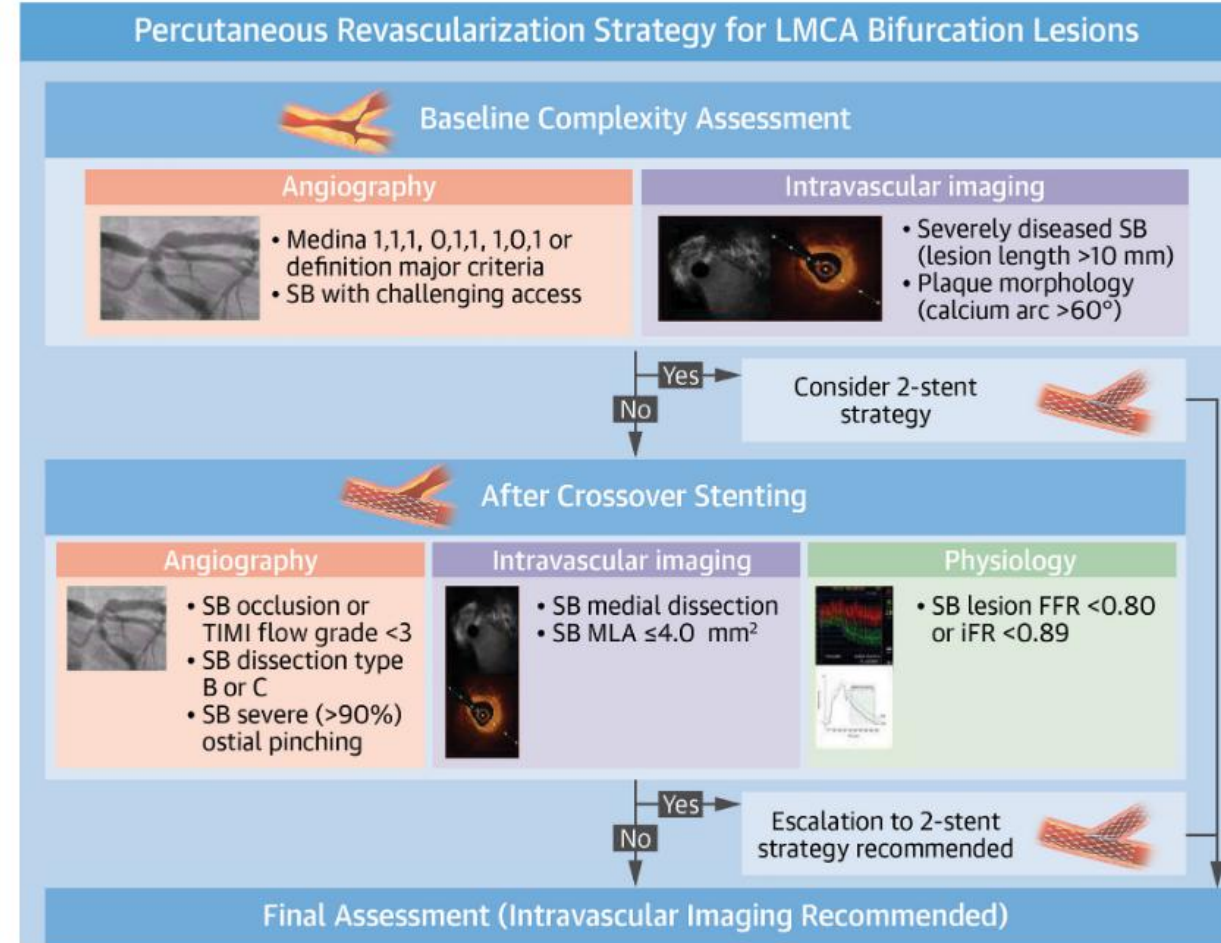 Percutaneous Revascularization Strategy for LMCA Bifurcation Lesions
Baseline Complexity Assessment
Angiography
• Medina 1,1,1, 0,1,1, 1,0,1 or
definition major criteria
• SB with challenging access
Intravascular imaging
• Severely diseased SB
(lesion length >10 mm)
• Plaque morphology
(calcium arc >60°)
Yes
No
Consider 2-stent
strategy
After Crossover Stenting
Angiography
• SB occlusion or
TIMI flow grade <3
• SB dissection type
B or C
• SB severe (>90%)
ostial pinching
Intravascular imaging
• SB medial dissection
• SB MLA ≤4.0 mm²
Physiology
• SB lesion FFR <0.80
or iFR <0.89
Yes
No
Escalation to 2-stent
strategy recommended
Final Assessment (Intravascular Imaging Recommended)